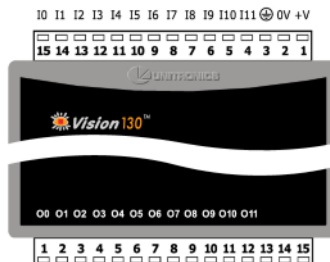 I0 I1 I2 I3 I4 I5 I6 I7 I8 I9 I10 I11 0V +V
15 14 13 12 11 10 9 8 7 6 5 4 3 2 1
UNITRONICS
Vision130™
O0 O1 O2 O3 O4 O5 O6 O7 O8 O9 O10 O11
1 2 3 4 5 6 7 8 9 10 11 12 13 14 15